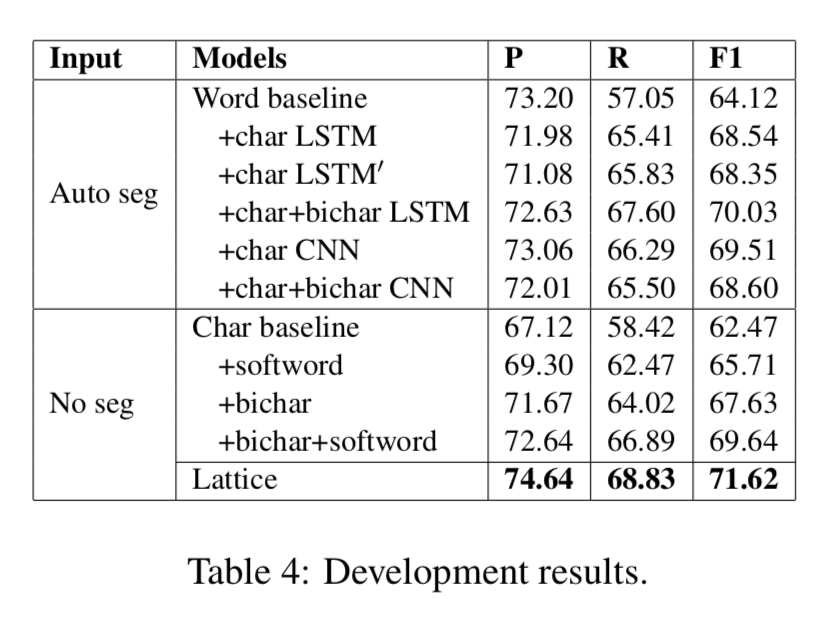 Input Models P R F1
Word baseline 73.20 57.05 64.12
+char LSTM 71.98 65.41 68.54
+char LSTM′ 71.08 65.83 68.35
Auto seg
+char+bichar LSTM 72.63 67.60 70.03
+char CNN 73.06 66.29 69.51
+char+bichar CNN 72.01 65.50 68.60
Char baseline 67.12 58.42 62.47
+softword 69.30 62.47 65.71
No seg +bichar 71.67 64.02 67.63
+bichar+softword 72.64 66.89 69.64
Lattice 74.64 68.83 71.62
Table 4: Development results.